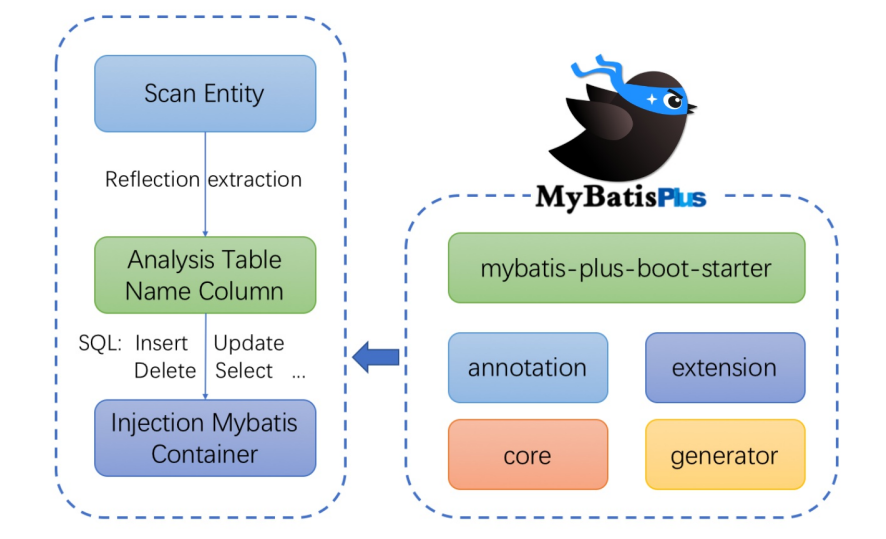 Scan Entity
Reflection extraction
Analysis Table
Name Column
SQL: Insert Update
Delete Select ...
Injection Mybatis
Container
MyBatisPlus
mybatis-plus-boot-starter
annotation extension
core generator